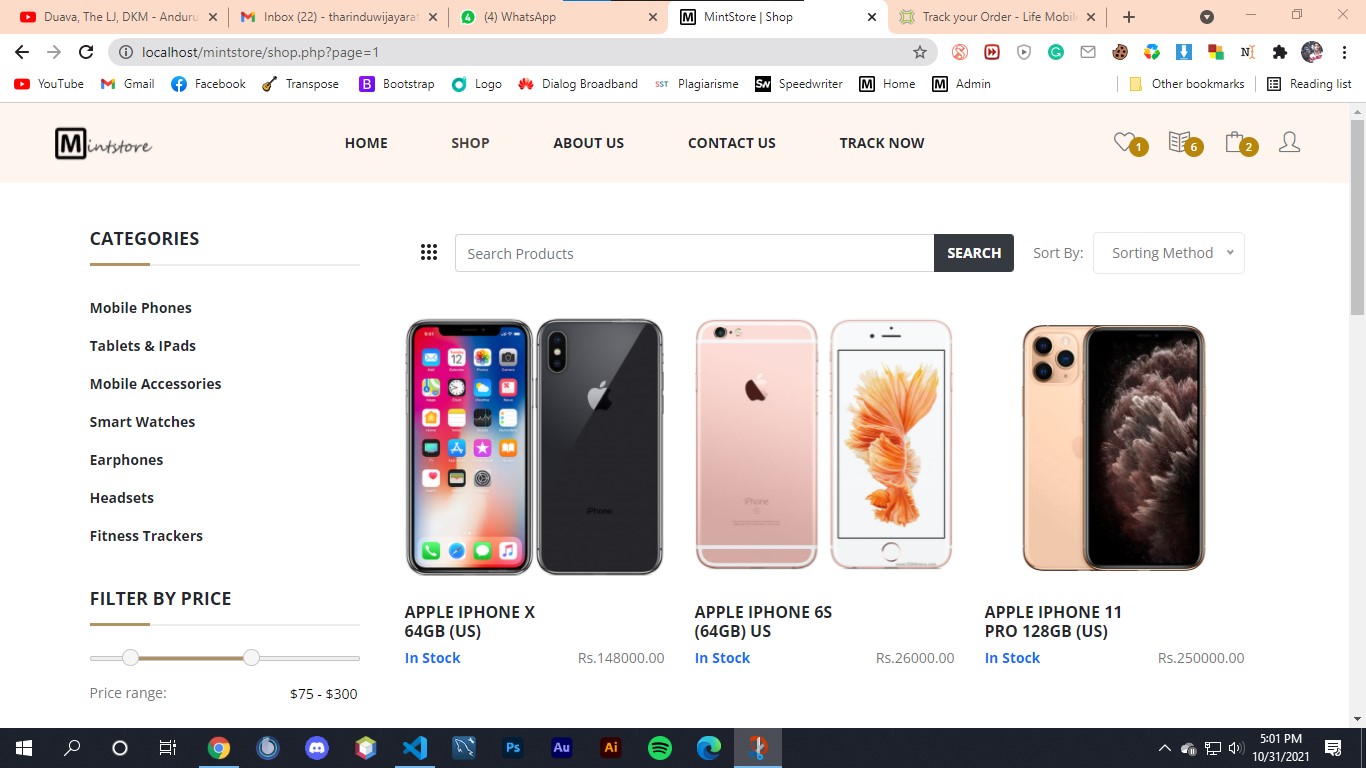 Duava, The LJ, DKM - Anduru
Inbox (22) - tharinduwijayarat
(4) WhatsApp
MintStore | Shop
Track your Order - Life Mobile
localhost/mintstore/shop.php?page=1
YouTube
Gmail
Facebook
Transpose
Bootstrap
Logo
Dialog Broadband
SST
Plagiarisme
Speedwriter
Home
Admin
Other bookmarks
Reading list
Mintstore
HOME
SHOP
ABOUT US
CONTACT US
TRACK NOW
1
6
2
CATEGORIES
Mobile Phones
Tablets & IPads
Mobile Accessories
Smart Watches
Earphones
Headsets
Fitness Trackers
FILTER BY PRICE
Price range:
$75 - $300
Search Products
SEARCH
Sort By:
Sorting Method
iPhone
iPhone
APPLE IPHONE X
64GB (US)
In Stock
Rs.148000.00
APPLE IPHONE 6S
(64GB) US
In Stock
Rs.26000.00
APPLE IPHONE 11
PRO 128GB (US)
In Stock
Rs.250000.00
Ps
Au
Ai
5:01 PM
10/31/2021